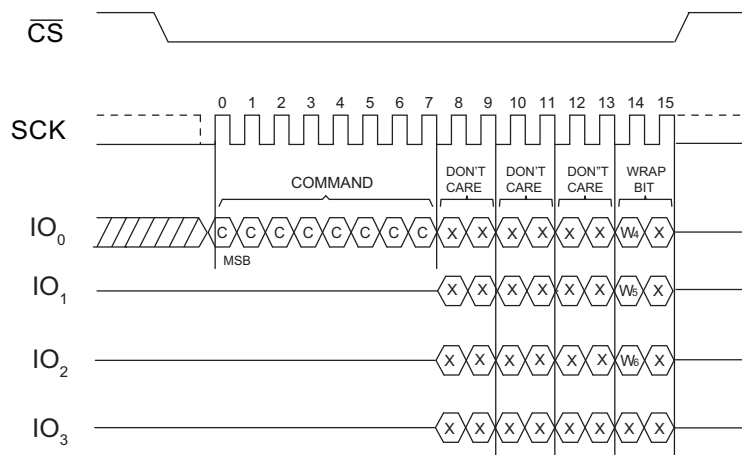 CS
0 1 2 3 4 5 6 7 8 9 10 11 12 13 14 15
SCK
COMMAND
DON'T CARE
DON'T CARE
DON"T CARE
WRAP BIT
IO0 C C C C C C C C X X X X X X W4 X
MSB
IO1 X X X X X X W5 X
IO2 X X X X X X W6 X
IO3 X X X X X X X X